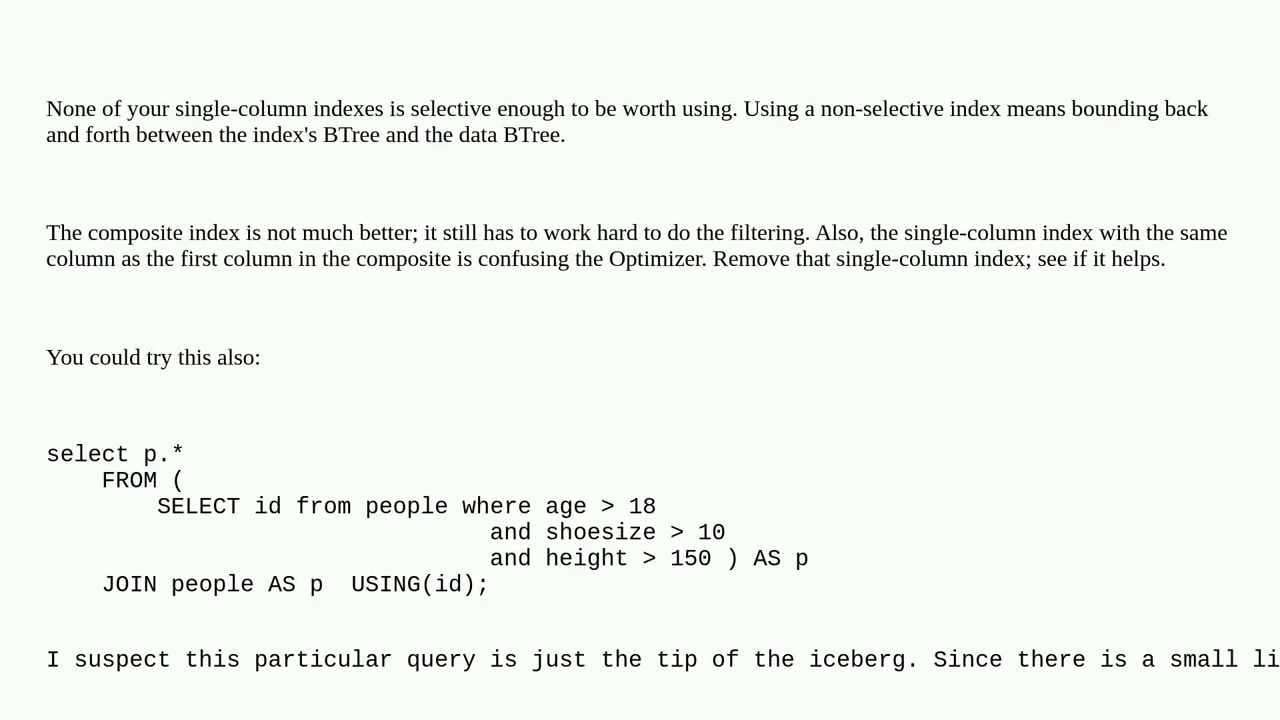 None of your single-column indexes is selective enough to be worth using. Using a non-selective index means bounding back
and forth between the index's BTree and the data BTree.
The composite index is not much better; it still has to work hard to do the filtering. Also, the single-column index with the same
column as the first column in the composite is confusing the Optimizer. Remove that single-column index; see if it helps.
You could try this also:
select p.*
    FROM (
        SELECT id from people where age > 18
                                and shoesize > 10
                                and height > 150 ) AS p
    JOIN people AS p  USING(id);
I suspect this particular query is just the tip of the iceberg. Since there is a small li